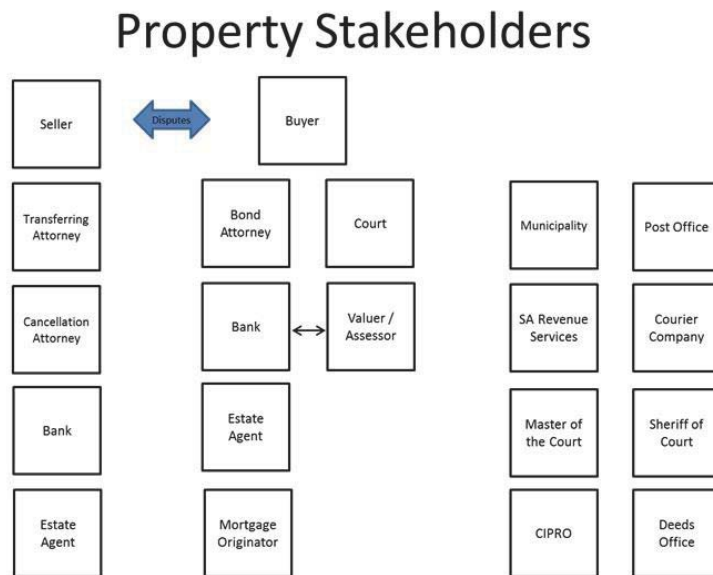 Property Stakeholders
Seller
Disputes
Buyer
Transferring
Attorney
Bond
Attorney
Court
Municipality
Post Office
Cancellation
Attorney
Bank
Valuer /
Assessor
SA Revenue
Services
Courier
Company
Bank
Estate
Agent
Master of
the Court
Sheriff of
Court
Estate
Agent
Mortgage
Originator
CIPRO
Deeds
Office